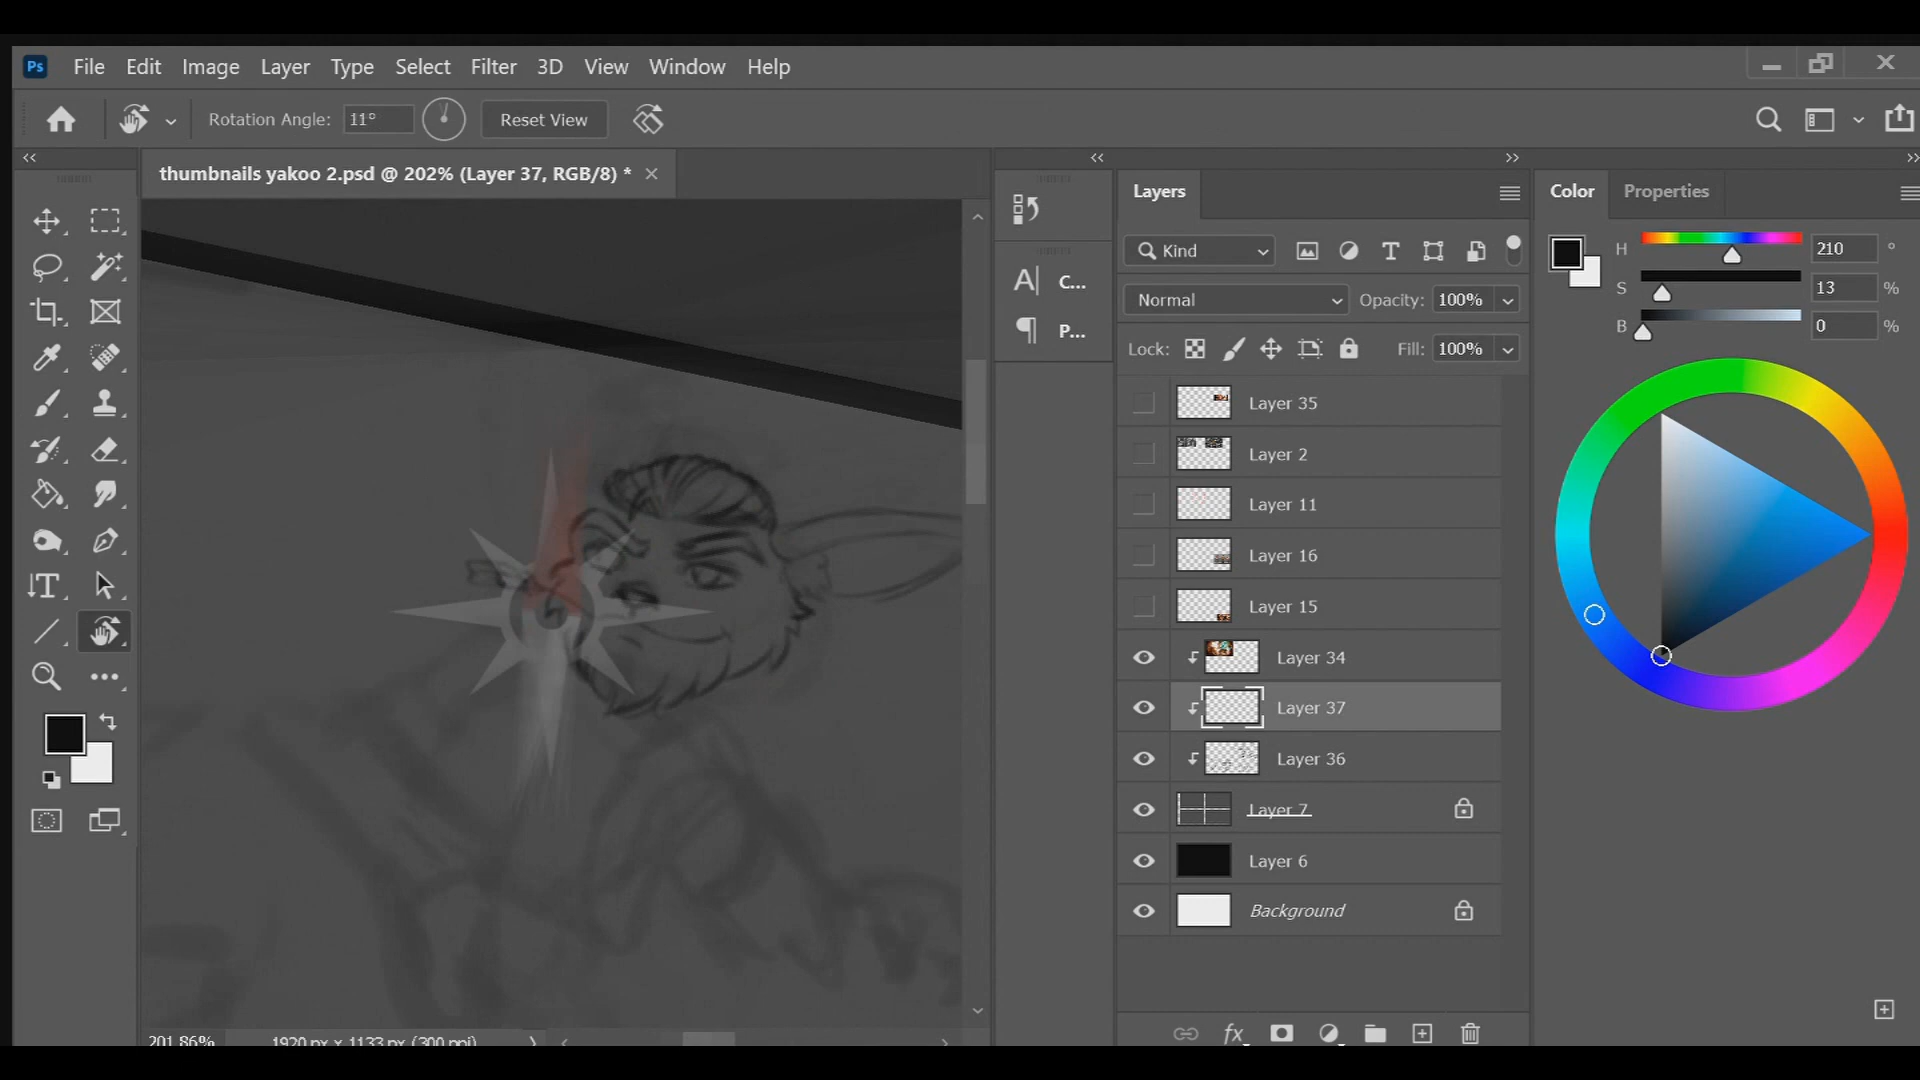 Ps File Edit Image Layer Type Select Filter 3D View Window Help
Rotation Angle: 11° Reset View
thumbnails yakoo 2.psd @ 202% (Layer 37, RGB/8) *
Layers
Color Properties
Kind
Normal Opacity: 100%
Lock: Fill: 100%
C...
P...
H 210 °
S 13 %
B 0 %
Layer 35
Layer 2
Layer 11
Layer 16
Layer 15
Layer 34
Layer 37
Layer 36
Layer 7
Layer 6
Background
201.86% 1920 px x 1133 px (300 ppi)
fx